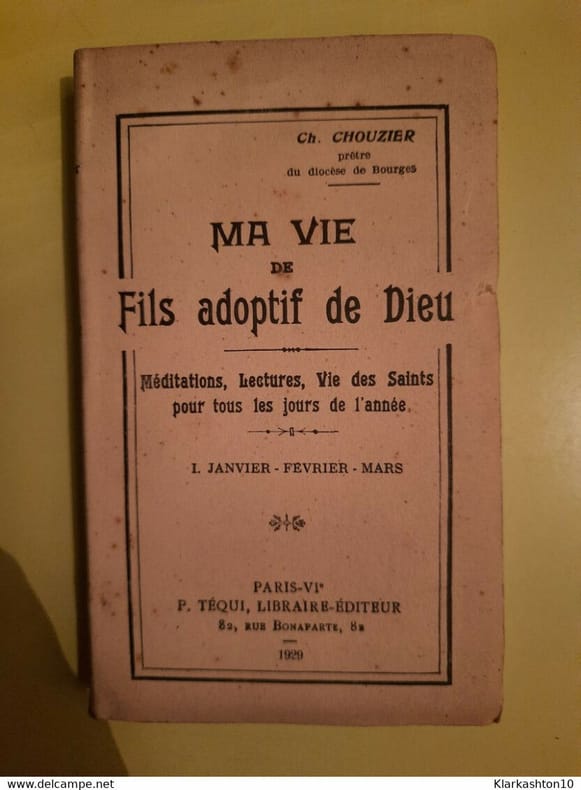 Ch. CHOUZIER
prêtre
du diocèse de Bourges
MA VIE
DE
Fils adoptif de Dieu
Méditations, Lectures, Vie des Saints
pour tous les jours de l'année.
I. JANVIER - FÉVRIER - MARS
PARIS-VIe
P. TÉQUI, LIBRAIRE-ÉDITEUR
82, RUE BONAPARTE, 82
1929
www.delcampe.net
Klarkashton10